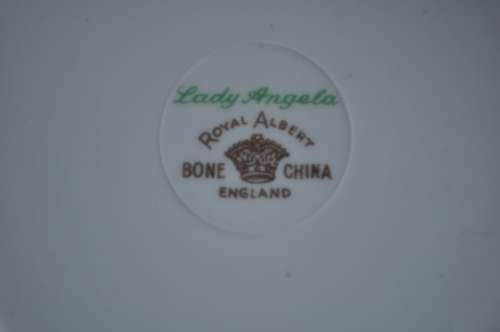 Lady Angela
ROYAL ALBERT
BONE CHINA
ENGLAND